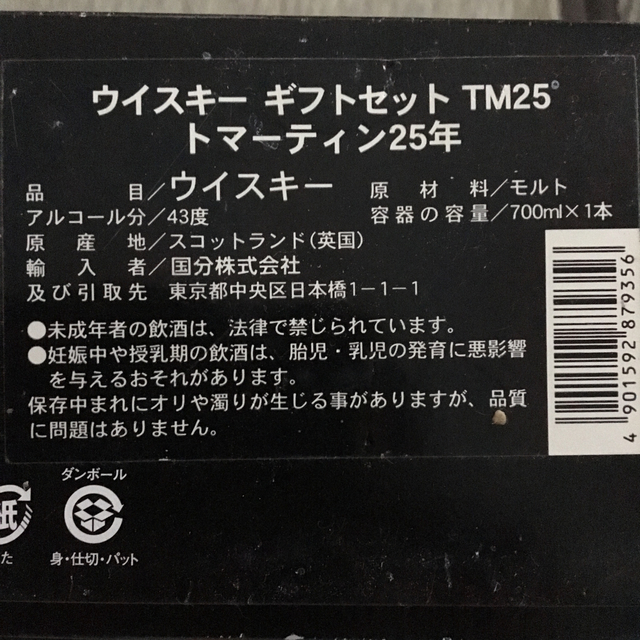 ウイスキー ギフトセット TM25©
トマーティン25年
品目/ウイスキー 原材料/モルト
アルコール分/43度 容器の容量/700ml×1本
原産地/スコットランド(英国)
輸入者/国分株式会社
及び引取先 東京都中央区日本橋1-1-1
●未成年者の飲酒は、法律で禁じられています。
●妊娠中や授乳期の飲酒は、胎児・乳児の発育に悪影響
を与えるおそれがあります。
保存中まれにオリや濁りが生じる事がありますが、品質
に問題はありません。
4 901592 879356
ダンボール
紙
た
身・仕切・パット